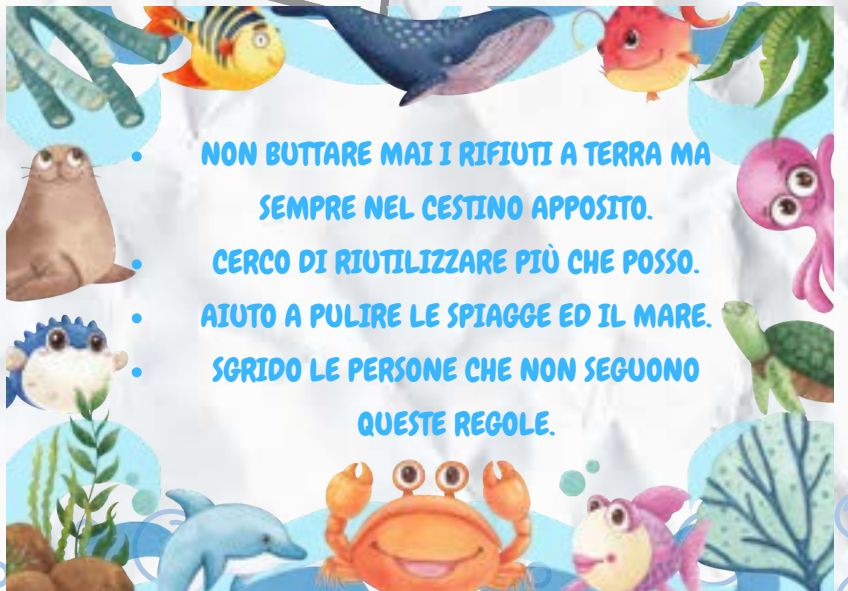 • NON BUTTARE MAI I RIFIUTI A TERRA MA
SEMPRE NEL CESTINO APPOSITO.
• CERCO DI RIUTILIZZARE PIÙ CHE POSSO.
• AIUTO A PULIRE LE SPIAGGE ED IL MARE.
• SGRIDO LE PERSONE CHE NON SEGUONO
QUESTE REGOLE.